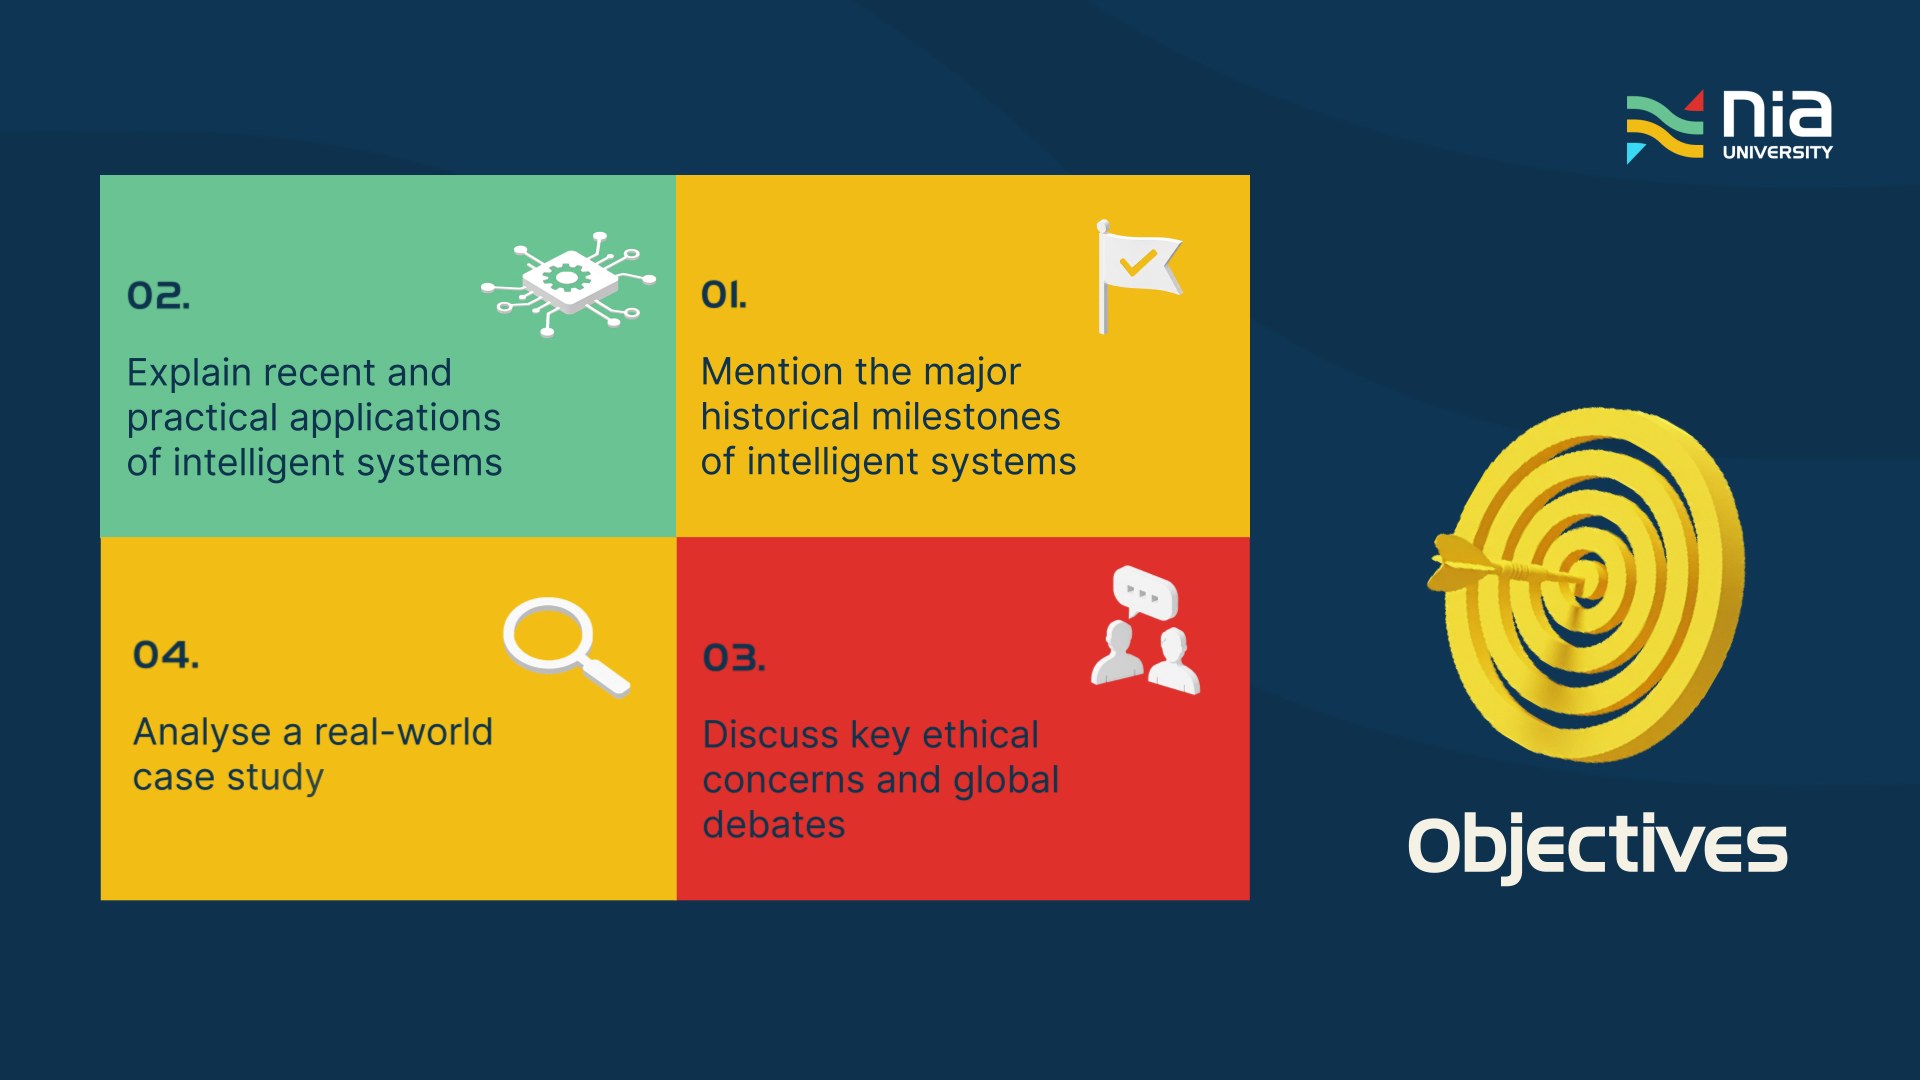 nia
UNIVERSITY
Objectives
01.
Mention the major
historical milestones
of intelligent systems
02.
Explain recent and
practical applications
of intelligent systems
03.
Discuss key ethical
concerns and global
debates
04.
Analyse a real-world
case study